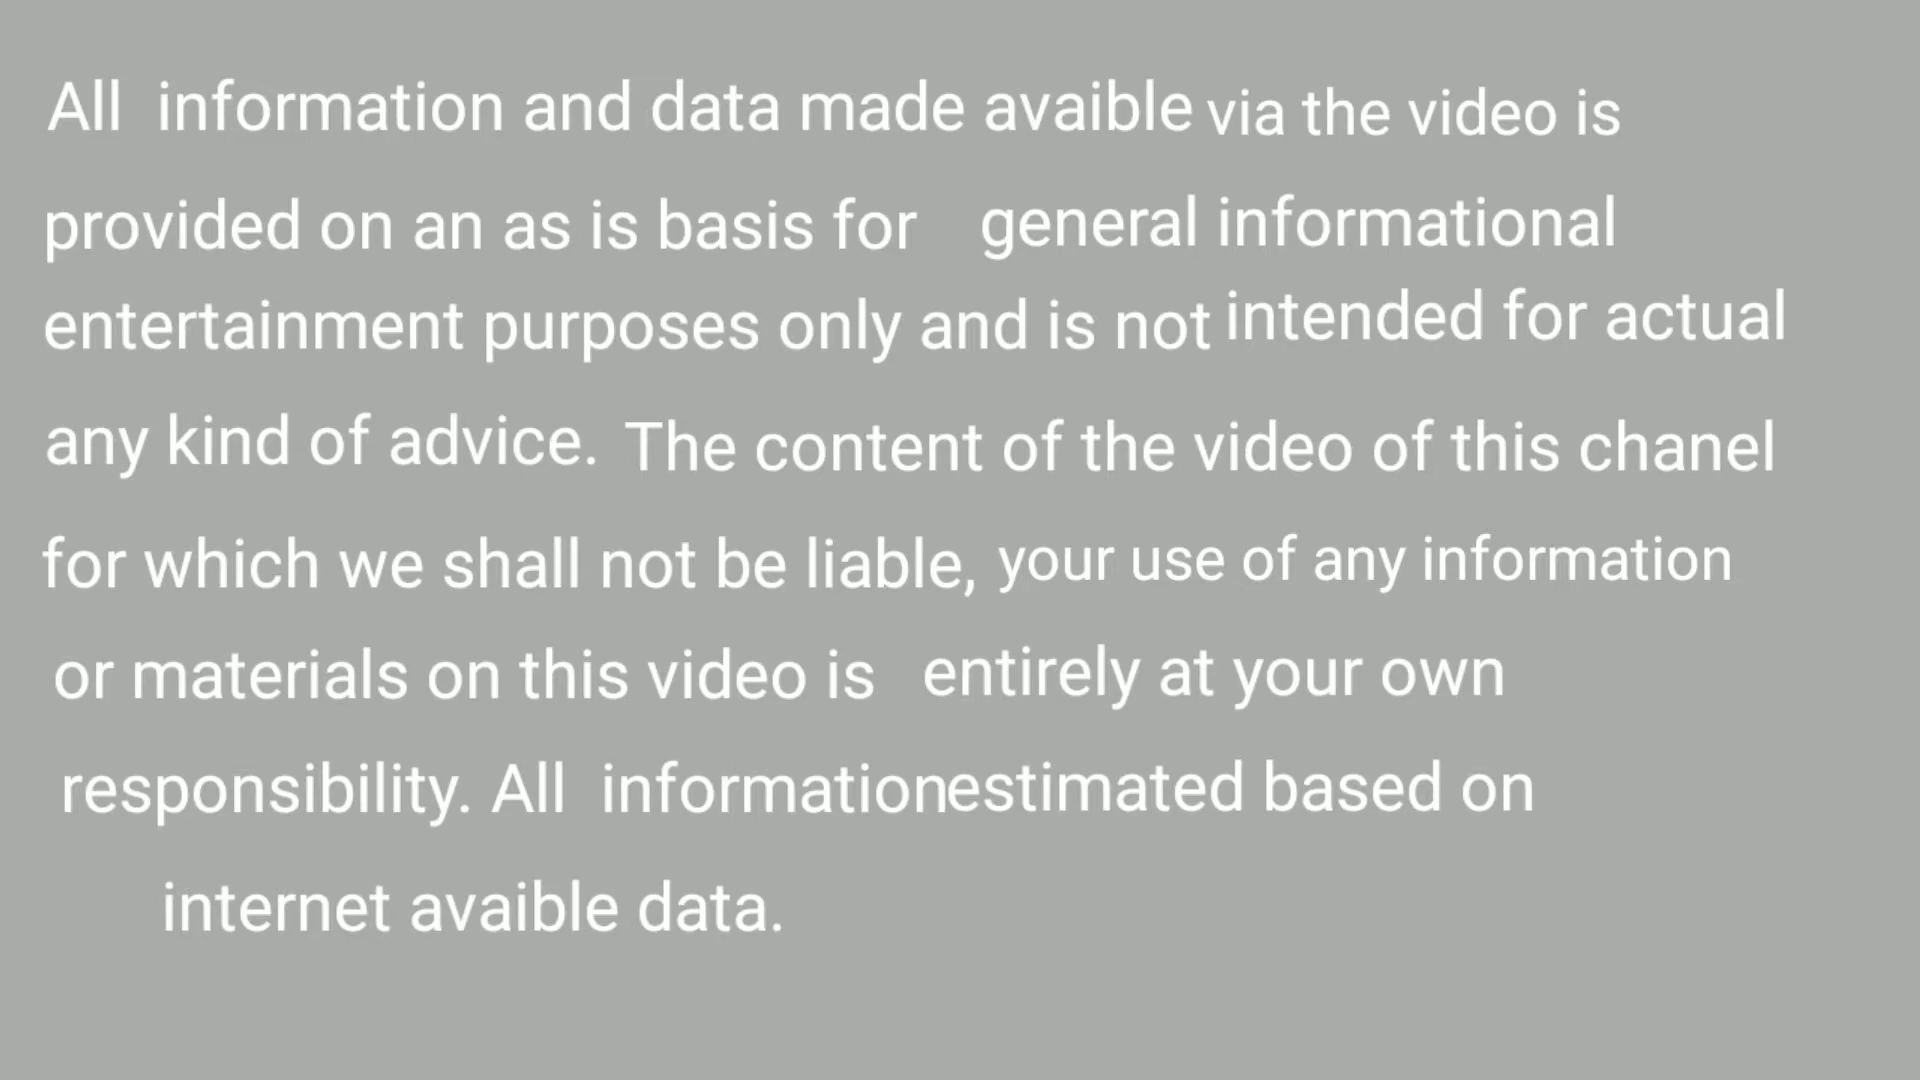 All information and data made avaible via the video is
provided on an as is basis for general informational
entertainment purposes only and is not intended for actual
any kind of advice. The content of the video of this chanel
for which we shall not be liable, your use of any information
or materials on this video is entirely at your own
responsibility. All informationestimated based on
internet avaible data.